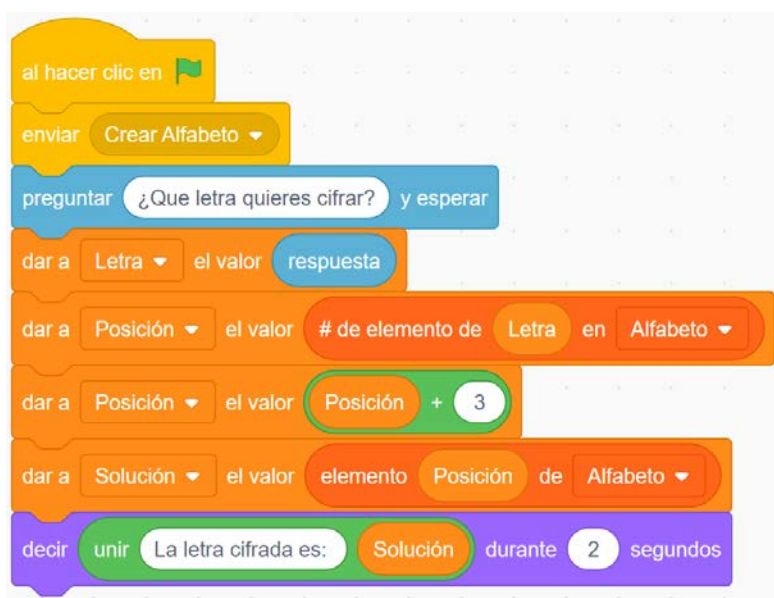 al hacer clic en
enviar Crear Alfabeto
preguntar ¿Que letra quieres cifrar? y esperar
dar a Letra el valor respuesta
dar a Posición el valor # de elemento de Letra en Alfabeto
dar a Posición el valor Posición + 3
dar a Solución el valor elemento Posición de Alfabeto
decir unir La letra cifrada es: Solución durante 2 segundos